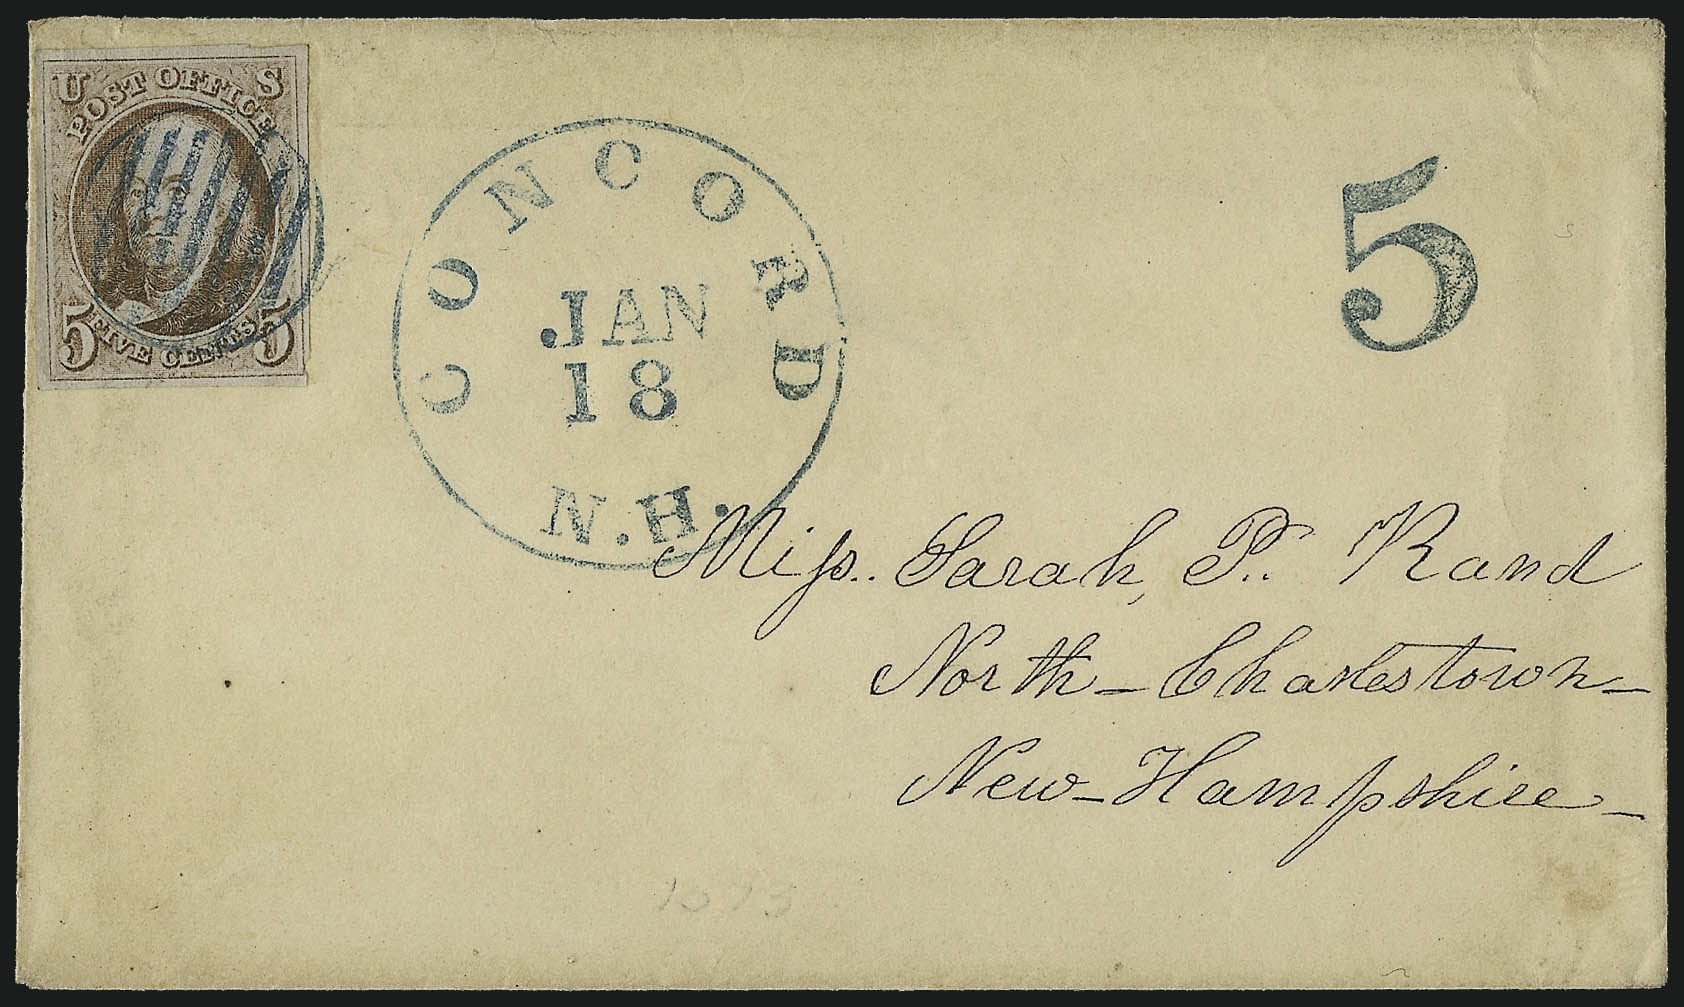 U S
POST OFFICE
5 FIVE CENTS 5
CONCORD
JAN
18
N.H.
5
Miſs. Sarah, P. Rand
North - Charlestown -
New - Hampshire -